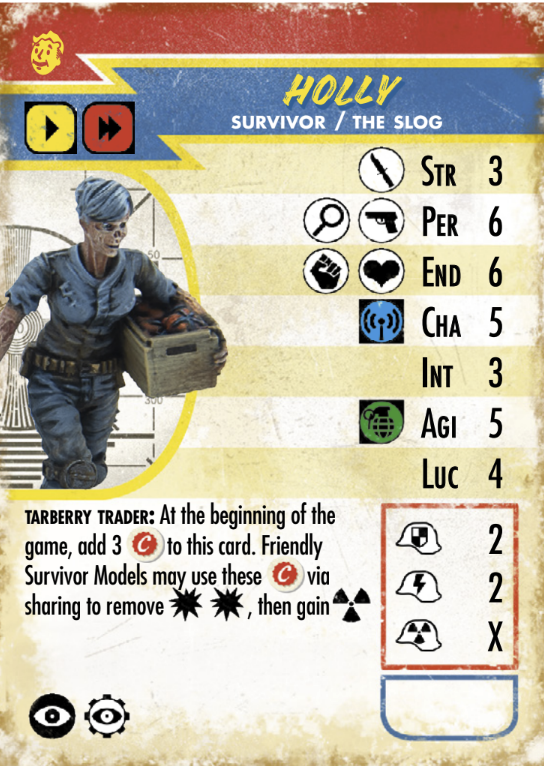 HOLLY
SURVIVOR / THE SLOG
STR 3
PER 6
END 6
CHA 5
INT 3
AGI 5
LUC 4
50
300
TARBERRY TRADER: At the beginning of the
game, add 3 C to this card. Friendly
Survivor Models may use these C via
sharing to remove , then gain
2
2
X